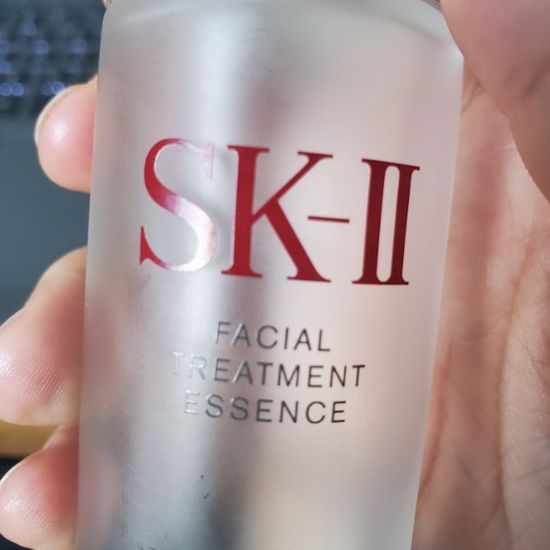 SK-II
FACIAL
TREATMENT
ESSENCE